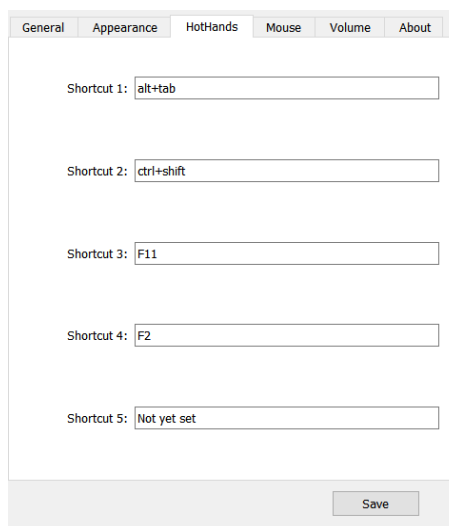 General Appearance HotHands Mouse Volume About
Shortcut 1: alt+tab
Shortcut 2: ctrl+shift
Shortcut 3: F11
Shortcut 4: F2
Shortcut 5: Not yet set
Save